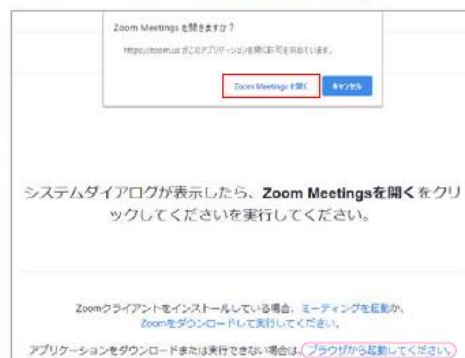 Zoom Meetings を開きますか？
https://zoom.us がこのアプリケーションを開く許可を求めています。
Zoom Meetings を開く
キャンセル
システムダイアログが表示したら、Zoom Meetingsを開くをクリ
ックしてくださいを実行してください。
Zoomクライアントをインストールしている場合、ミーティングを起動か、
Zoomをダウンロードして実行してください。
アプリケーションをダウンロードまたは実行できない場合は、ブラウザから起動してください。